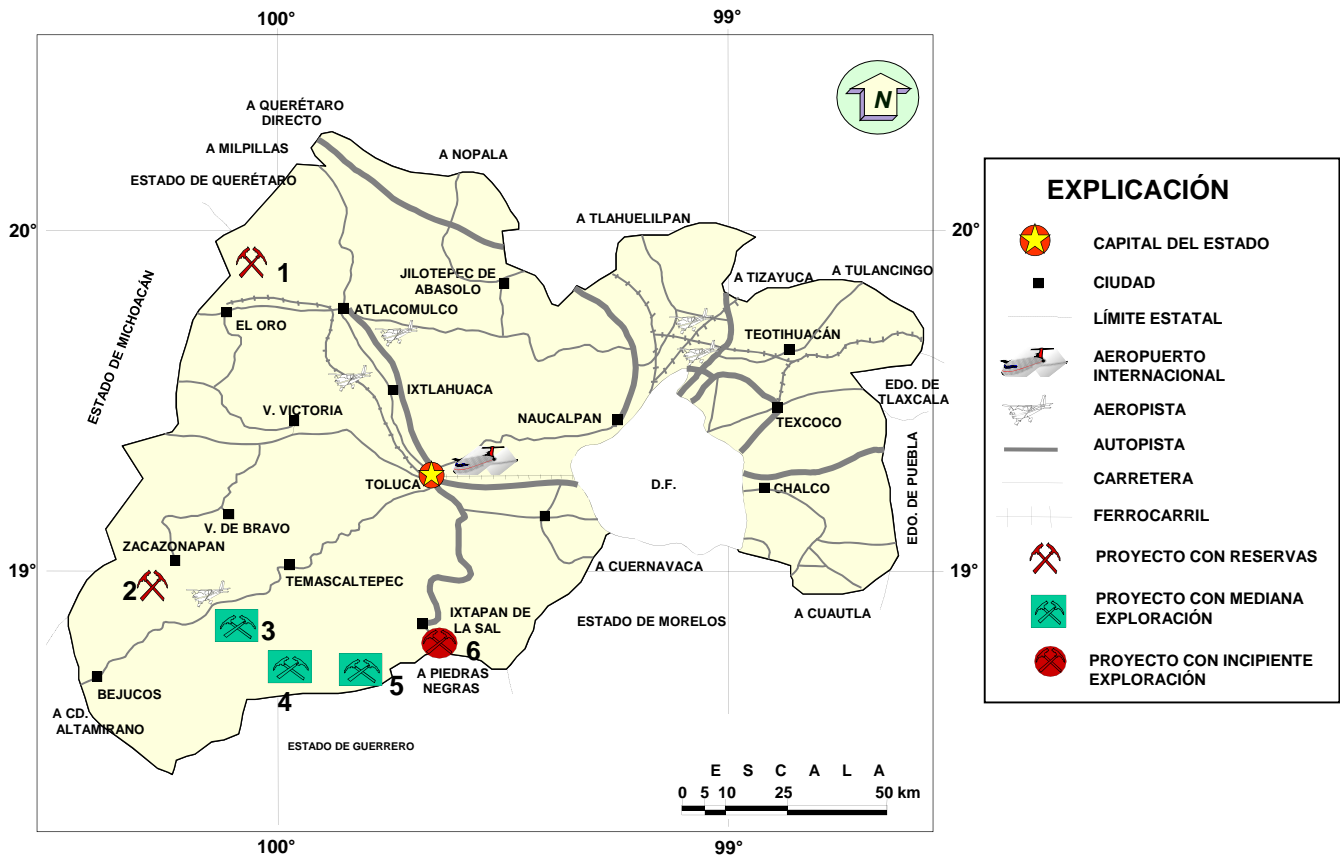 100°
99°
N
A QUERÉTARO
DIRECTO
A MILPILLAS
A NOPALA
ESTADO DE QUERÉTARO
A TLAHUELILPAN
20°
20°
A TIZAYUCA
A TULANCINGO
1
JILOTEPEC DE
ABASOLO
ESTADO DE MICHOACÁN
ATLACOMULCO
EL ORO
TEOTIHUACÁN
IXTLAHUACA
EDO. DE
TLAXCALA
V. VICTORIA
NAUCALPAN
TEXCOCO
TOLUCA
D.F.
CHALCO
EDO. DE PUEBLA
V. DE BRAVO
ZACAZONAPAN
19°
19°
A CUERNAVACA
TEMASCALTEPEC
2
A CUAUTLA
IXTAPAN DE
LA SAL
ESTADO DE MORELOS
3
6
A PIEDRAS
NEGRAS
4
5
BEJUCOS
A CD.
ALTAMIRANO
ESTADO DE GUERRERO
E S C A L A
0 5 10 25 50 km
100°
99°
EXPLICACIÓN
CAPITAL DEL ESTADO
CIUDAD
LÍMITE ESTATAL
AEROPUERTO
INTERNACIONAL
AEROPISTA
AUTOPISTA
CARRETERA
FERROCARRIL
PROYECTO CON RESERVAS
PROYECTO CON MEDIANA
EXPLORACIÓN
PROYECTO CON INCIPIENTE
EXPLORACIÓN